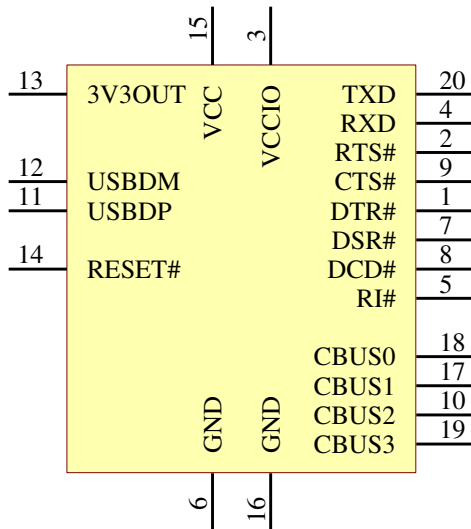 15 3
13 3V3OUT VCC VCCIO TXD 20
RXD 4
RTS# 2
12 USBDM CTS# 9
11 USBDP DTR# 1
DSR# 7
14 RESET# DCD# 8
RI# 5
CBUS0 18
CBUS1 17
GND GND CBUS2 10
CBUS3 19
6 16